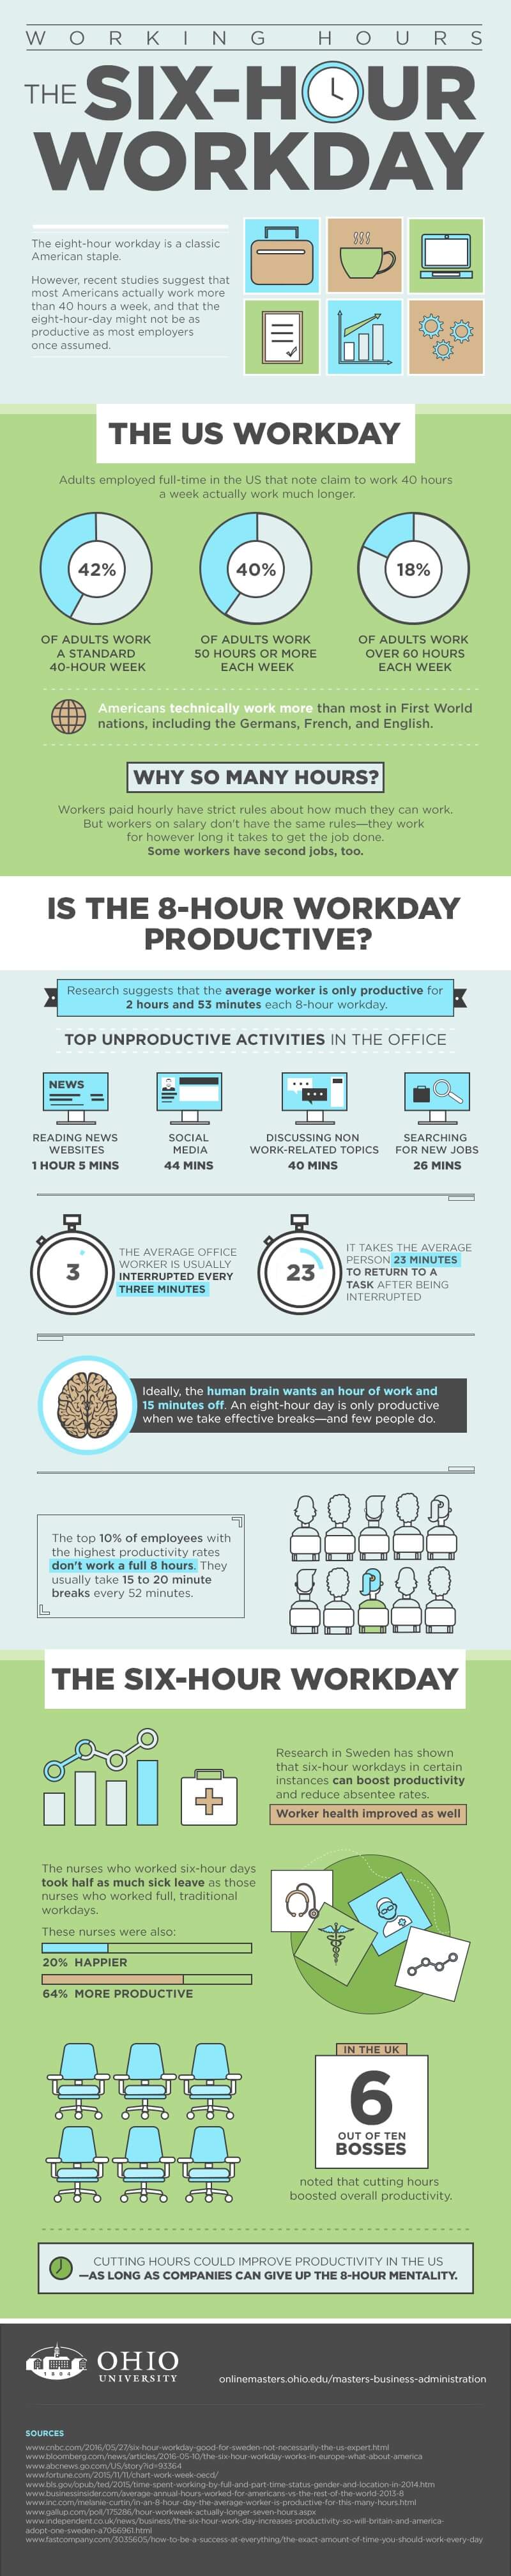 WORKING HOURS
THE SIX-HOUR
WORKDAY
The eight-hour workday is a classic
American staple.
However, recent studies suggest that
most Americans actually work more
than 40 hours a week, and that the
eight-hour-day might not be as
productive as most employers
once assumed.
THE US WORKDAY
Adults employed full-time in the US that note claim to work 40 hours
a week actually work much longer.
42%
OF ADULTS WORK
A STANDARD
40-HOUR WEEK
40%
OF ADULTS WORK
50 HOURS OR MORE
EACH WEEK
18%
OF ADULTS WORK
OVER 60 HOURS
EACH WEEK
Americans technically work more than most in First World
nations, including the Germans, French, and English.
WHY SO MANY HOURS?
Workers paid hourly have strict rules about how much they can work.
But workers on salary don't have the same rules—they work
for however long it takes to get the job done.
Some workers have second jobs, too.
IS THE 8-HOUR WORKDAY
PRODUCTIVE?
Research suggests that the average worker is only productive for
2 hours and 53 minutes each 8-hour workday.
TOP UNPRODUCTIVE ACTIVITIES IN THE OFFICE
NEWS
READING NEWS
WEBSITES
1 HOUR 5 MINS
SOCIAL
MEDIA
44 MINS
DISCUSSING NON
WORK-RELATED TOPICS
40 MINS
SEARCHING
FOR NEW JOBS
26 MINS
3
THE AVERAGE OFFICE
WORKER IS USUALLY
INTERRUPTED EVERY
THREE MINUTES
23
IT TAKES THE AVERAGE
PERSON 23 MINUTES
TO RETURN TO A
TASK AFTER BEING
INTERRUPTED
Ideally, the human brain wants an hour of work and
15 minutes off. An eight-hour day is only productive
when we take effective breaks—and few people do.
The top 10% of employees with
the highest productivity rates
don't work a full 8 hours. They
usually take 15 to 20 minute
breaks every 52 minutes.
THE SIX-HOUR WORKDAY
Research in Sweden has shown
that six-hour workdays in certain
instances can boost productivity
and reduce absentee rates.
Worker health improved as well
The nurses who worked six-hour days
took half as much sick leave as those
nurses who worked full, traditional
workdays.
These nurses were also:
20% HAPPIER
64% MORE PRODUCTIVE
IN THE UK
6
OUT OF TEN
BOSSES
noted that cutting hours
boosted overall productivity.
CUTTING HOURS COULD IMPROVE PRODUCTIVITY IN THE US
—AS LONG AS COMPANIES CAN GIVE UP THE 8-HOUR MENTALITY.
1804
OHIO
UNIVERSITY
onlinemasters.ohio.edu/masters-business-administration
SOURCES
www.cnbc.com/2016/05/27/six-hour-workday-good-for-sweden-not-necessarily-the-us-expert.html
www.bloomberg.com/news/articles/2016-05-10/the-six-hour-workday-works-in-europe-what-about-america
www.abcnews.go.com/US/story?id=93364
www.fortune.com/2015/11/11/chart-work-week-oecd/
www.bls.gov/opub/ted/2015/time-spent-working-by-full-and-part-time-status-gender-and-location-in-2014.htm
www.businessinsider.com/average-annual-hours-worked-for-americans-vs-the-rest-of-the-world-2013-8
www.inc.com/melanie-curtin/in-an-8-hour-day-the-average-worker-is-productive-for-this-many-hours.html
www.gallup.com/poll/175286/hour-workweek-actually-longer-seven-hours.aspx
www.independent.co.uk/news/business/the-six-hour-work-day-increases-productivity-so-will-britain-and-america-
adopt-one-sweden-a7066961.html
www.fastcompany.com/3035605/how-to-be-a-success-at-everything/the-exact-amount-of-time-you-should-work-every-day